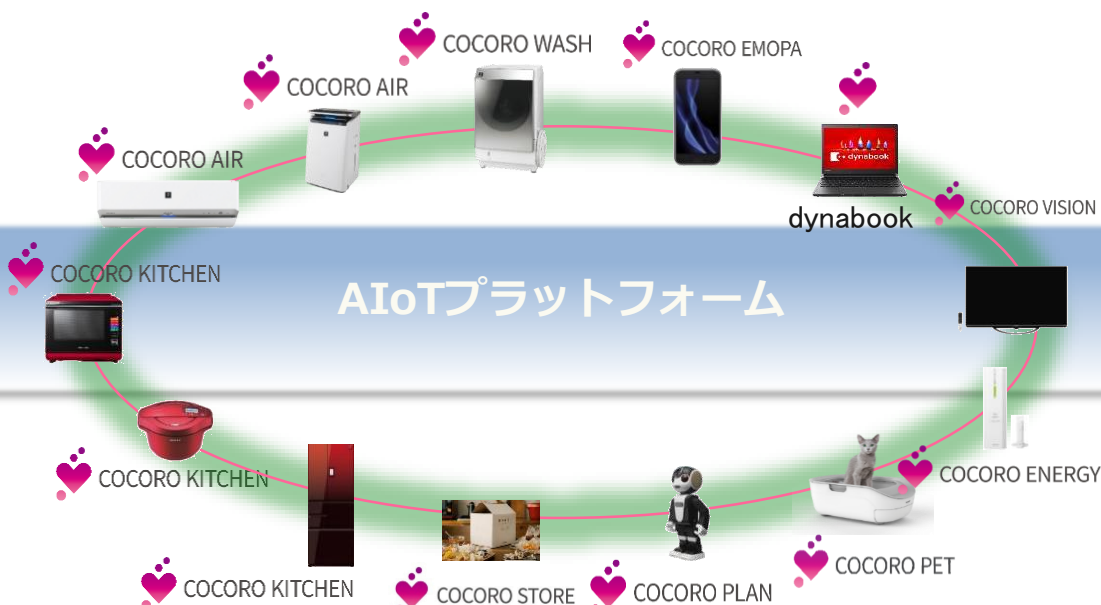 COCORO WASH
COCORO EMOPA
COCORO AIR
COCORO AIR
dynabook
dynabook
COCORO VISION
COCORO KITCHEN
AIoTプラットフォーム
COCORO KITCHEN
COCORO ENERGY
COCORO PET
COCORO KITCHEN
COCORO STORE
COCORO PLAN